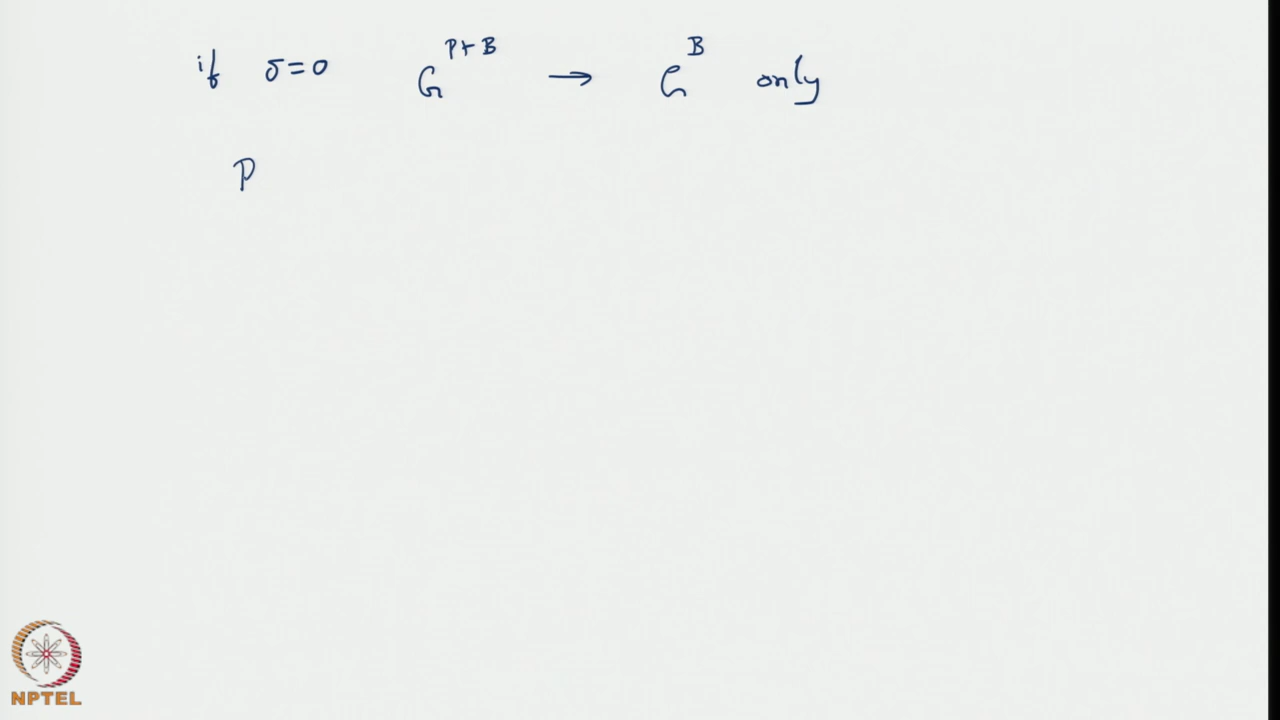 if δ=0 G^{P+B} → G^{B} only
P
NPTEL